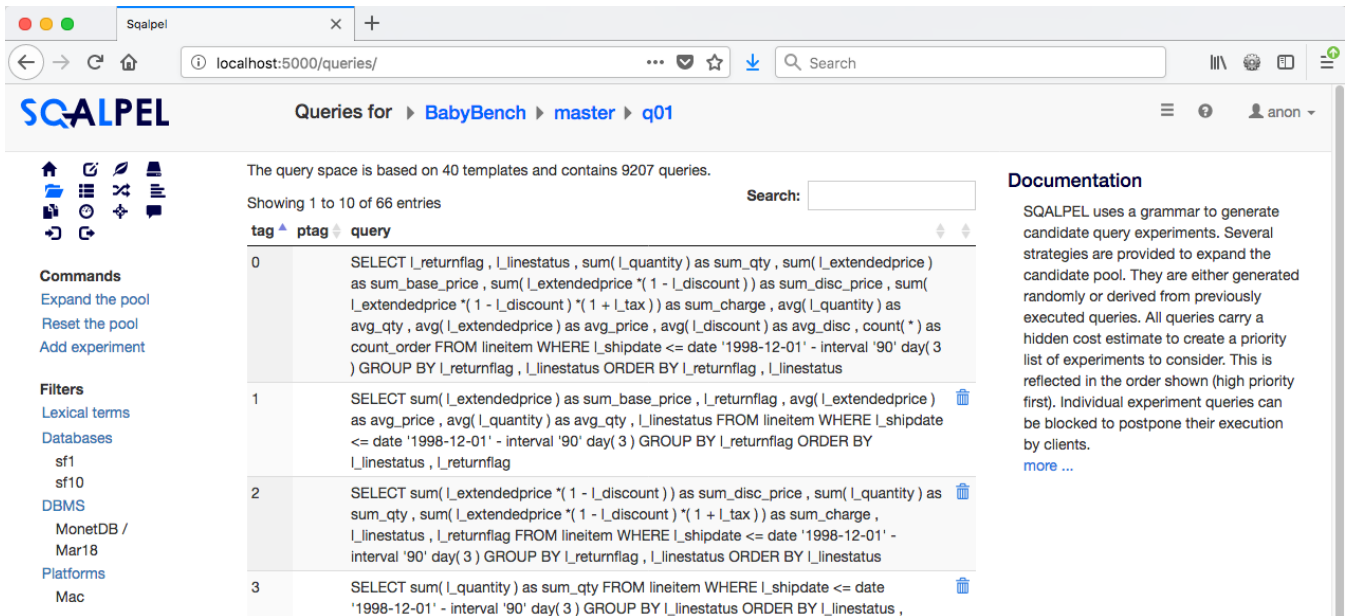 Sqalpel
localhost:5000/queries/
Search
SQALPEL
Queries for BabyBench master q01
anon
The query space is based on 40 templates and contains 9207 queries.
Showing 1 to 10 of 66 entries
Search:
tag ptag query
0 SELECT l_returnflag , l_linestatus , sum( l_quantity ) as sum_qty , sum( l_extendedprice )
as sum_base_price , sum( l_extendedprice *( 1 - l_discount ) ) as sum_disc_price , sum(
l_extendedprice *( 1 - l_discount ) *( 1 + l_tax ) ) as sum_charge , avg( l_quantity ) as
avg_qty , avg( l_extendedprice ) as avg_price , avg( l_discount ) as avg_disc , count( * ) as
count_order FROM lineitem WHERE l_shipdate <= date '1998-12-01' - interval '90' day( 3
) GROUP BY l_returnflag , l_linestatus ORDER BY l_returnflag , l_linestatus
1 SELECT sum( l_extendedprice ) as sum_base_price , l_returnflag , avg( l_extendedprice )
as avg_price , avg( l_quantity ) as avg_qty , l_linestatus FROM lineitem WHERE l_shipdate
<= date '1998-12-01' - interval '90' day( 3 ) GROUP BY l_returnflag ORDER BY
l_linestatus , l_returnflag
2 SELECT sum( l_extendedprice *( 1 - l_discount ) ) as sum_disc_price , sum( l_quantity ) as
sum_qty , sum( l_extendedprice *( 1 - l_discount ) *( 1 + l_tax ) ) as sum_charge ,
l_linestatus , l_returnflag FROM lineitem WHERE l_shipdate <= date '1998-12-01' -
interval '90' day( 3 ) GROUP BY l_returnflag , l_linestatus ORDER BY l_linestatus
3 SELECT sum( l_quantity ) as sum_qty FROM lineitem WHERE l_shipdate <= date
'1998-12-01' - interval '90' day( 3 ) GROUP BY l_linestatus ORDER BY l_linestatus ,
Commands
Expand the pool
Reset the pool
Add experiment
Filters
Lexical terms
Databases
sf1
sf10
DBMS
MonetDB /
Mar18
Platforms
Mac
Documentation
SQALPEL uses a grammar to generate
candidate query experiments. Several
strategies are provided to expand the
candidate pool. They are either generated
randomly or derived from previously
executed queries. All queries carry a
hidden cost estimate to create a priority
list of experiments to consider. This is
reflected in the order shown (high priority
first). Individual experiment queries can
be blocked to postpone their execution
by clients.
more ...